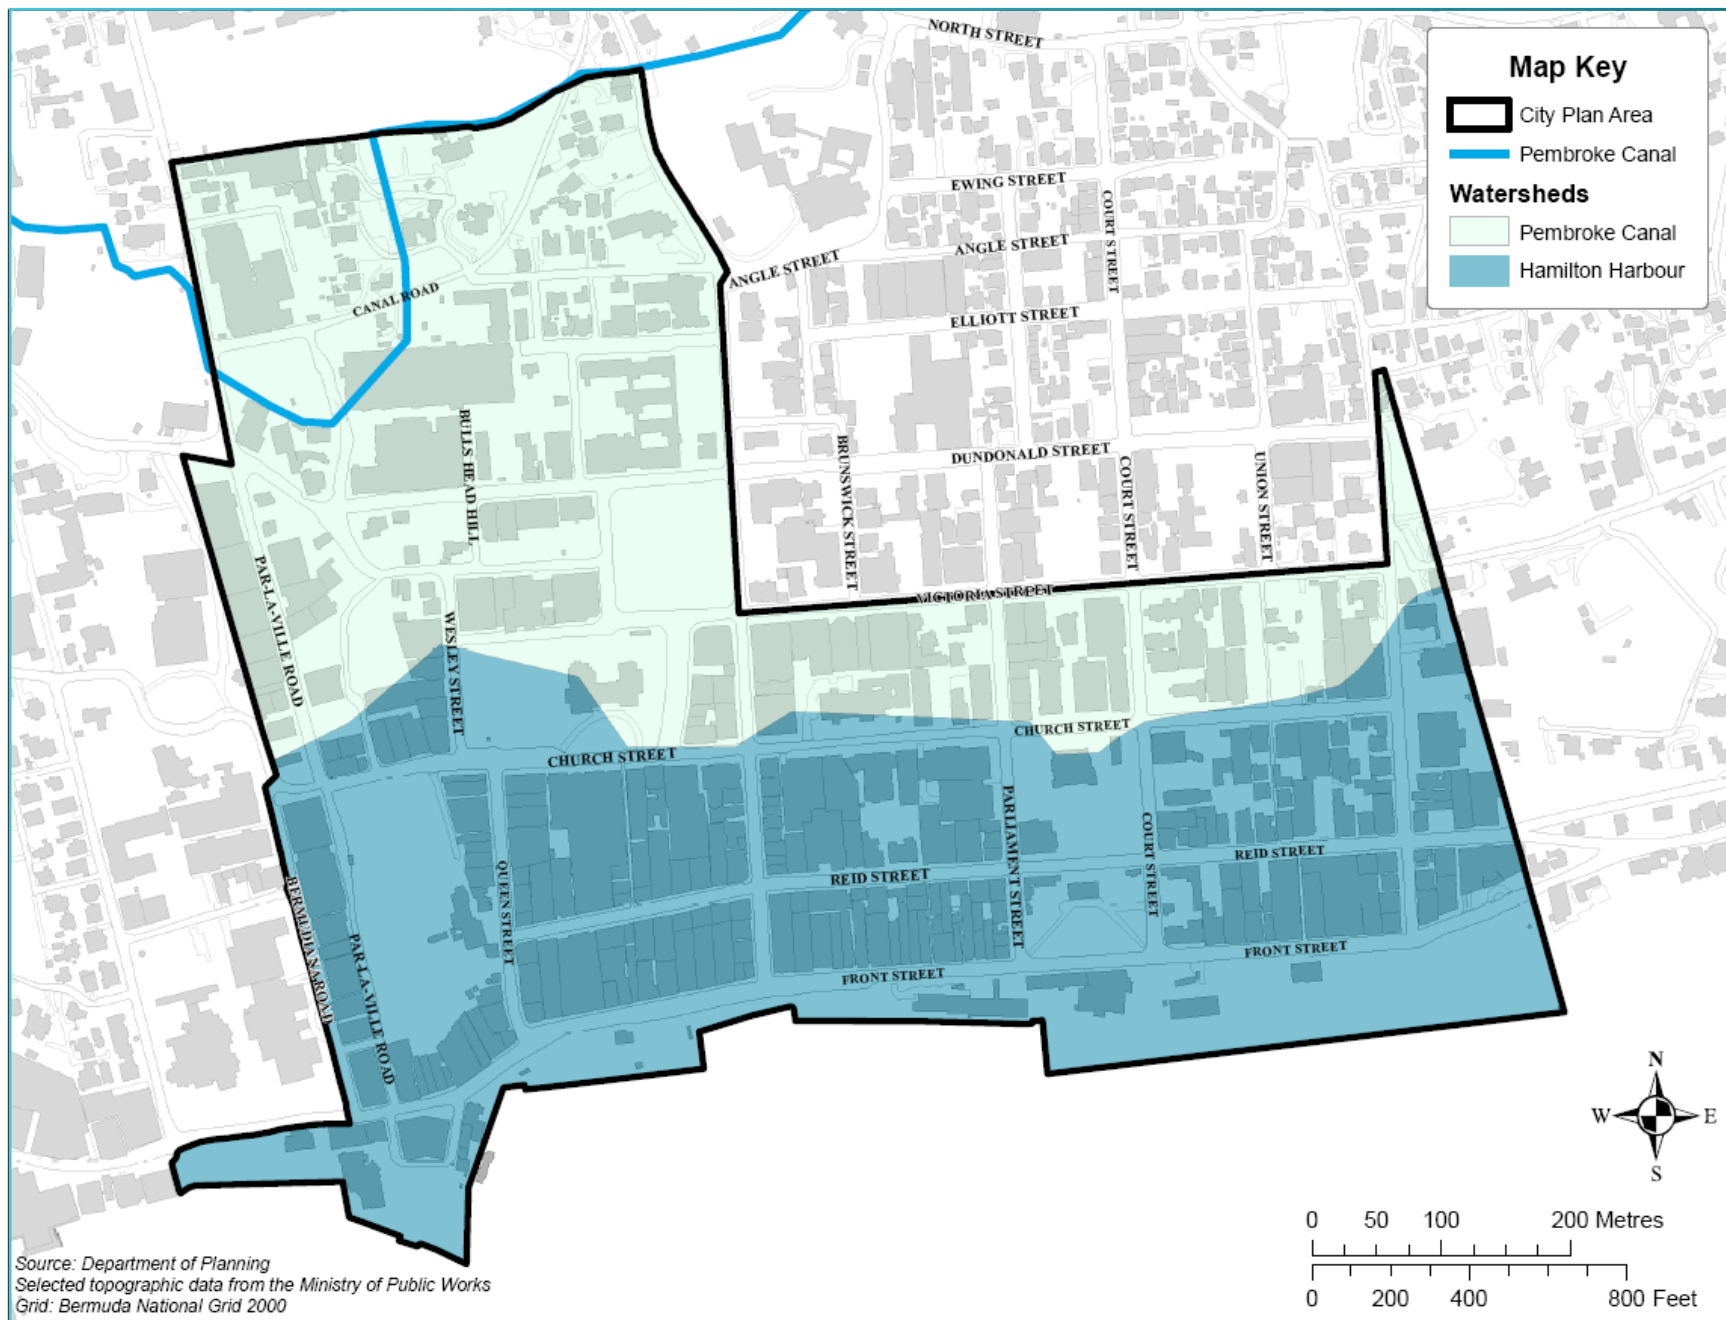 NORTH STREET
Map Key
City Plan Area
Pembroke Canal
Watersheds
Pembroke Canal
Hamilton Harbour
EWING STREET
COURT STREET
ANGLE STREET
ANGLE STREET
CANAL ROAD
ELLIOTT STREET
BULLS HEAD HILL
BRUNSWICK STREET
DUNDONALD STREET
COURT STREET
UNION STREET
PAR-LA-VILLE ROAD
VICTORIA STREET
WESLEY STREET
CHURCH STREET
CHURCH STREET
PARLIAMENT STREET
COURT STREET
REID STREET
REID STREET
QUEEN STREET
BERMUDIANA ROAD
PAR-LA-VILLE ROAD
FRONT STREET
FRONT STREET
N
W E
S
0 50 100 200 Metres
0 200 400 800 Feet
Source: Department of Planning
Selected topographic data from the Ministry of Public Works
Grid: Bermuda National Grid 2000